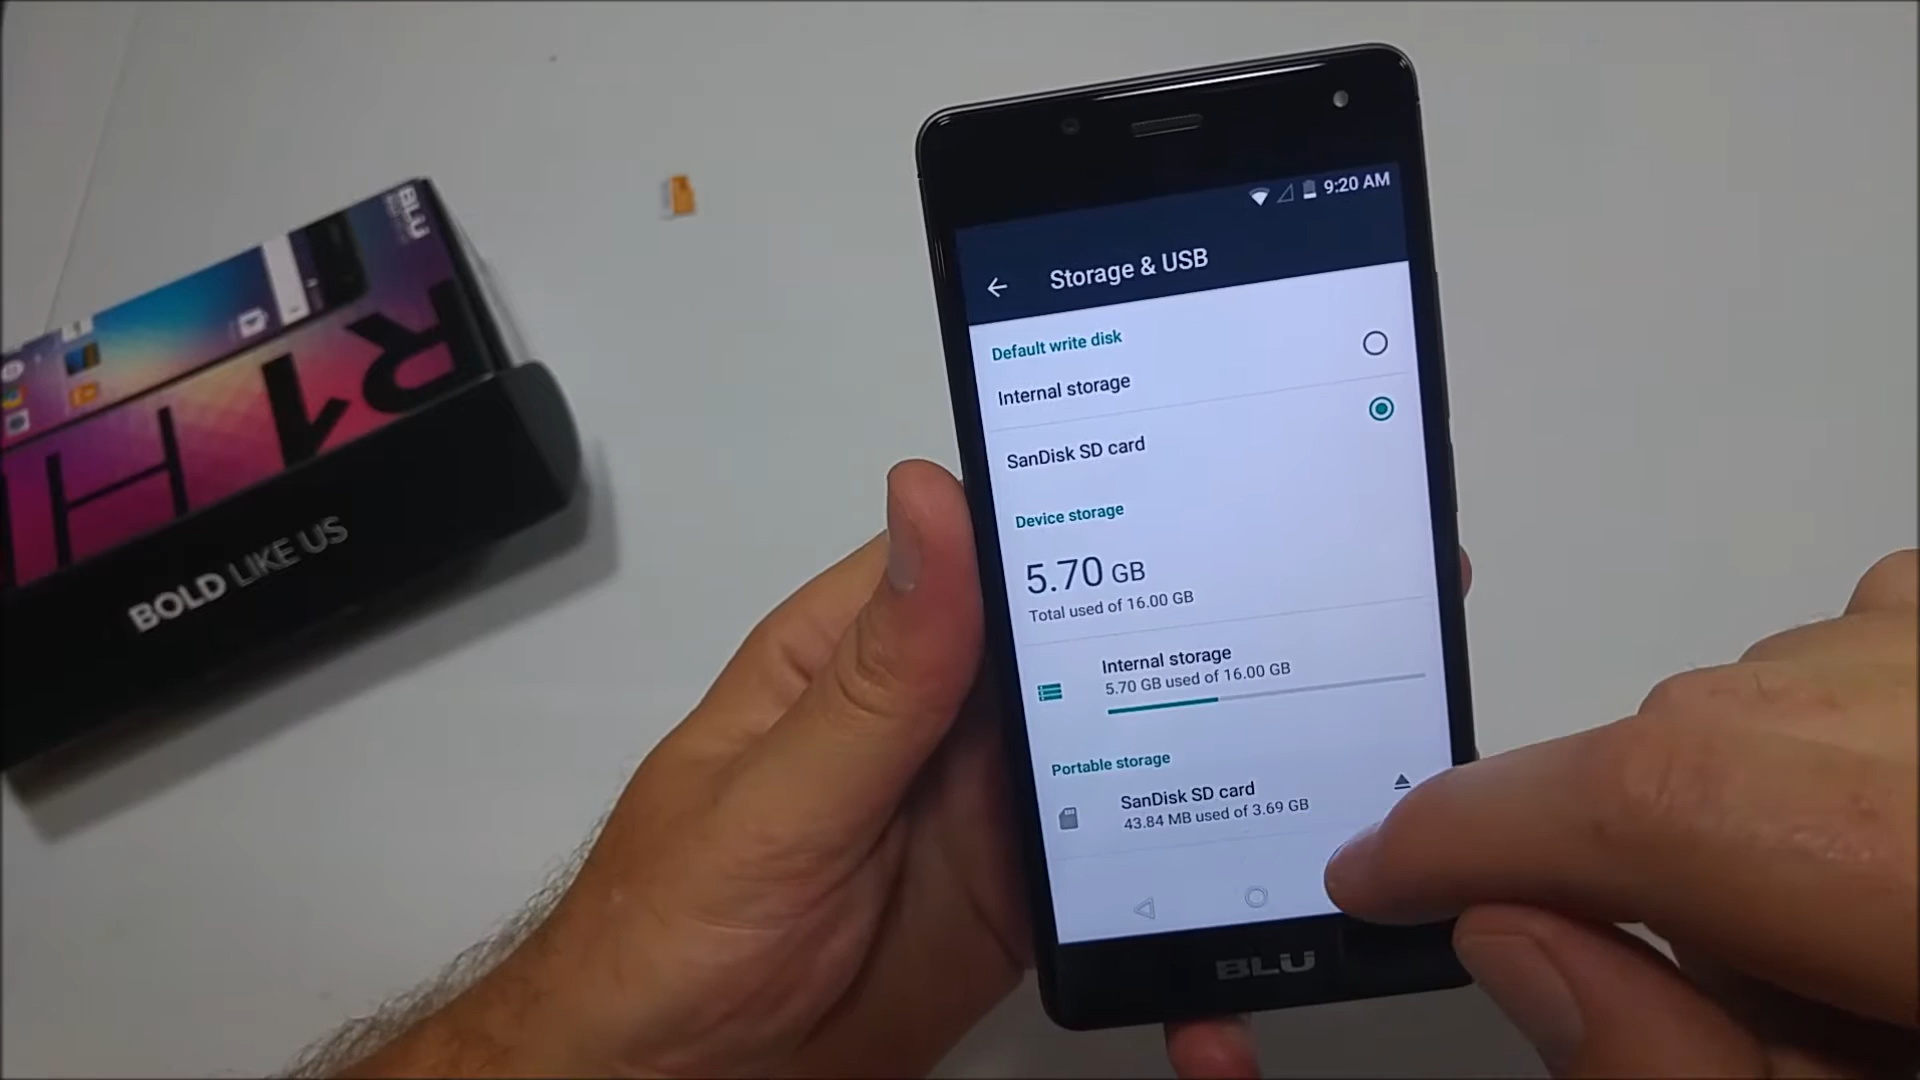 BLU
R1 H
BOLD LIKE US
9:20 AM
Storage & USB
Default write disk
Internal storage
SanDisk SD card
Device storage
5.70 GB
Total used of 16.00 GB
Internal storage
5.70 GB used of 16.00 GB
Portable storage
SanDisk SD card
43.84 MB used of 3.69 GB
BLU